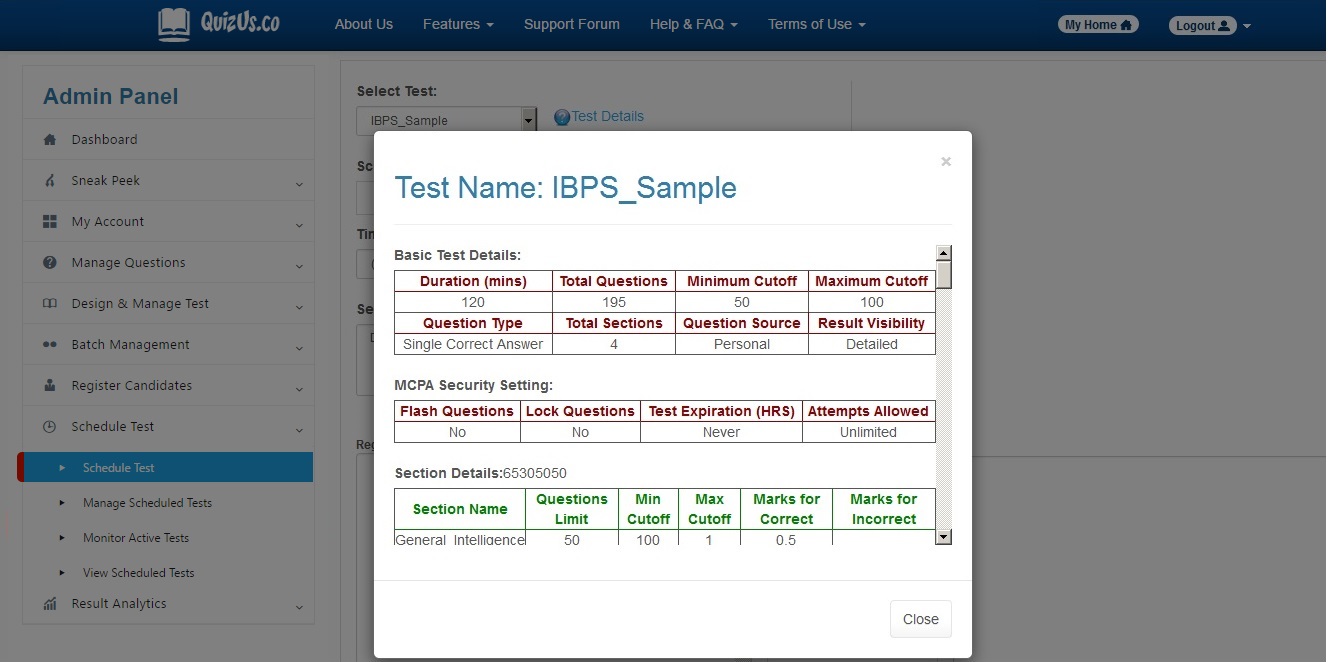 QuizUs.co
About Us Features Support Forum Help & FAQ Terms of Use My Home Logout
Admin Panel
Dashboard
Sneak Peek
My Account
Manage Questions
Design & Manage Test
Batch Management
Register Candidates
Schedule Test
Schedule Test
Manage Scheduled Tests
Monitor Active Tests
View Scheduled Tests
Result Analytics
Select Test:
IBPS_Sample Test Details
Test Name: IBPS_Sample
×
Basic Test Details:
Duration (mins) Total Questions Minimum Cutoff Maximum Cutoff
120 195 50 100
Question Type Total Sections Question Source Result Visibility
Single Correct Answer 4 Personal Detailed
MCPA Security Setting:
Flash Questions Lock Questions Test Expiration (HRS) Attempts Allowed
No No Never Unlimited
Section Details:65305050
Section Name Questions Limit Min Cutoff Max Cutoff Marks for Correct Marks for Incorrect
General_Intelligence 50 100 1 0.5
Close